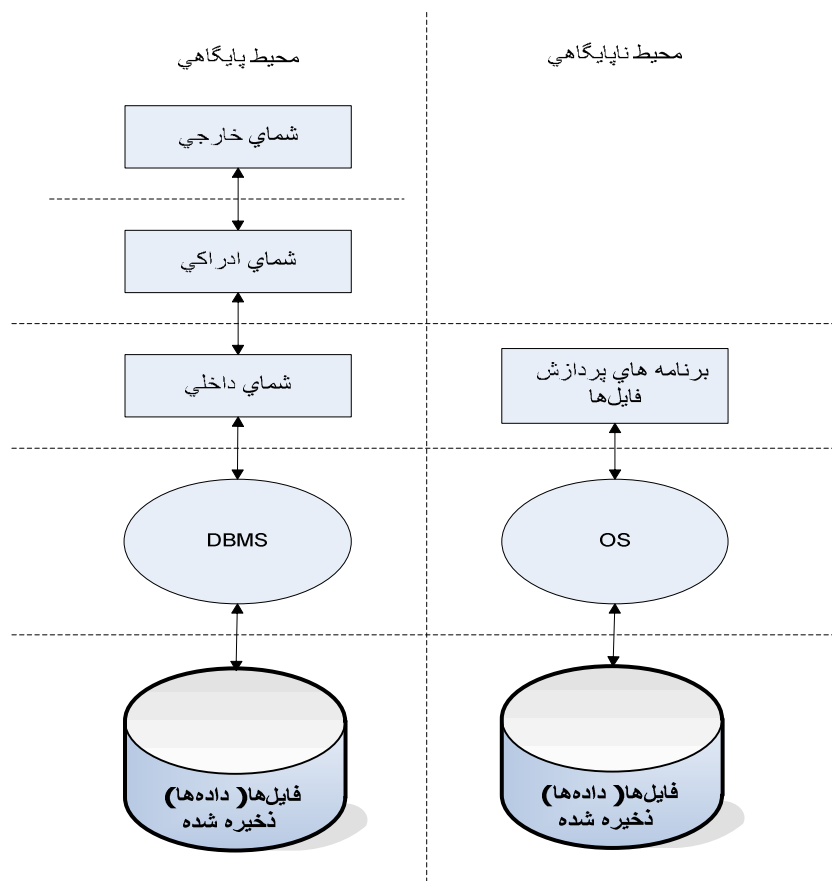 محيط ناپايگاهي
محيط پايگاهي
شماي خارجي
شماي ادراكي
شماي داخلي
برنامه هاي پردازش
فايل‌ها
DBMS
OS
فايل‌ها( داده‌ها)
ذخيره شده
فايل‌ها( داده‌ها)
ذخيره شده